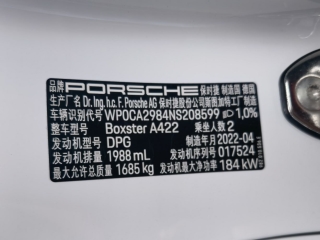 品牌 PORSCHE 保时捷 制造国 德国
生产厂名 Dr. Ing. h.c. F. Porsche AG 保时捷股份公司斯图加特工厂制造
车辆识别代号 WP0CA2984NS208599 1,0%
整车型号 Boxster A422 乘坐人数 2
发动机型号 DPG 制造年月 2022-04
发动机排量 1988 mL 发动机号 017524
最大允许总质量 1685 kg 发动机最大净功率 184 kW